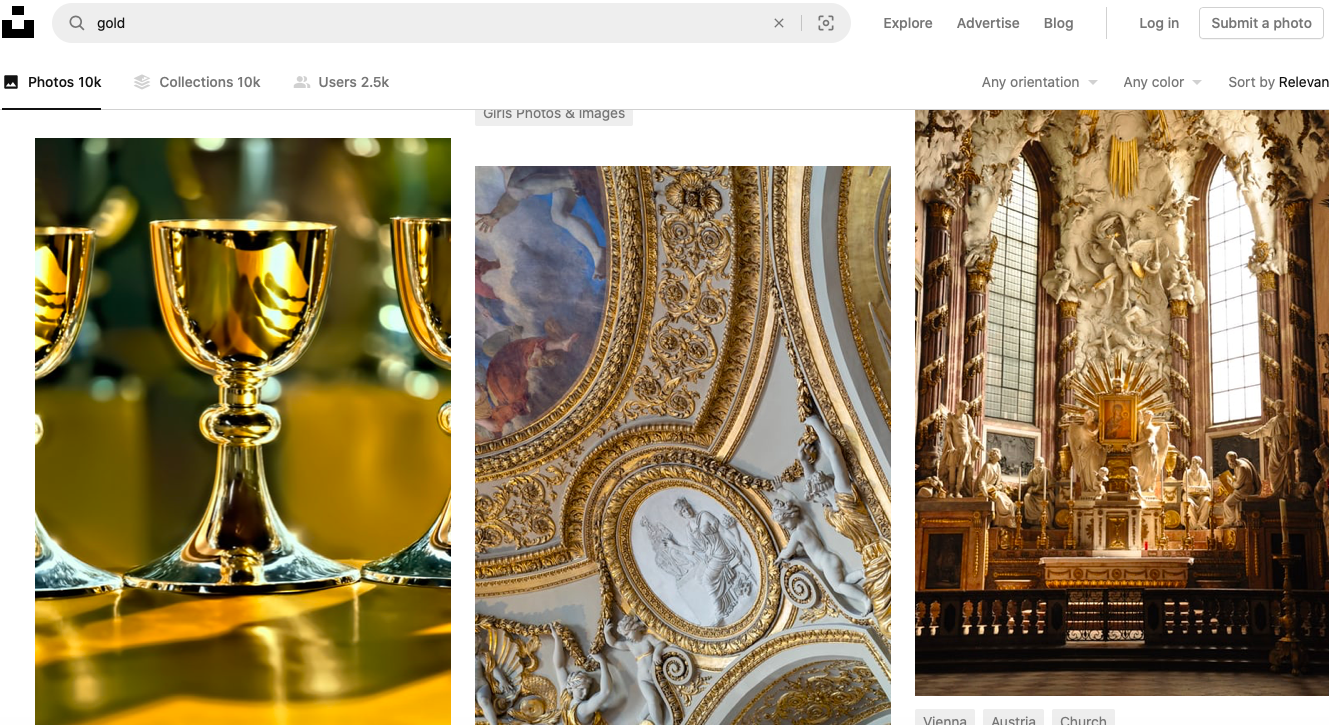 gold
Explore Advertise Blog Log in Submit a photo
Photos 10k Collections 10k Users 2.5k Any orientation Any color Sort by Relevan
Girls Photos & Images
Vienna Austria Church